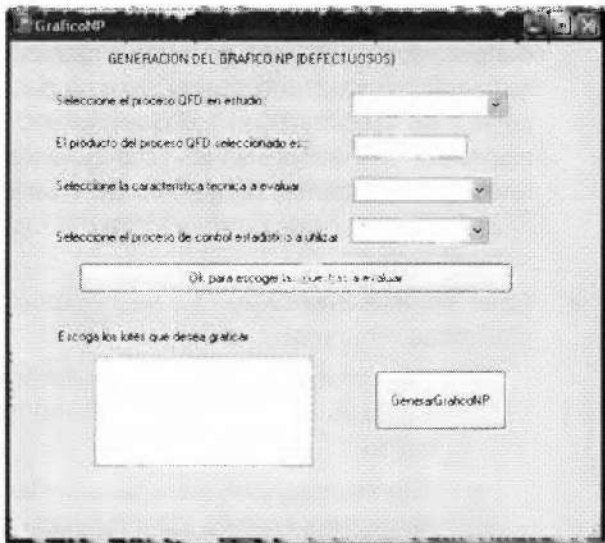 GraficoNP
GENERACION DEL GRAFICO NP (DEFECTUOSOS)
Seleccione el proceso QFD en estudio:
El producto del proceso QFD seleccionado es:
Seleccione la caracteristica tecnica a evaluar
Seleccione el proceso de control estadistico a utilizar
Ok para escoger las a evaluar
Escoga los lotes que desea graficar
GenerarGraficoNP